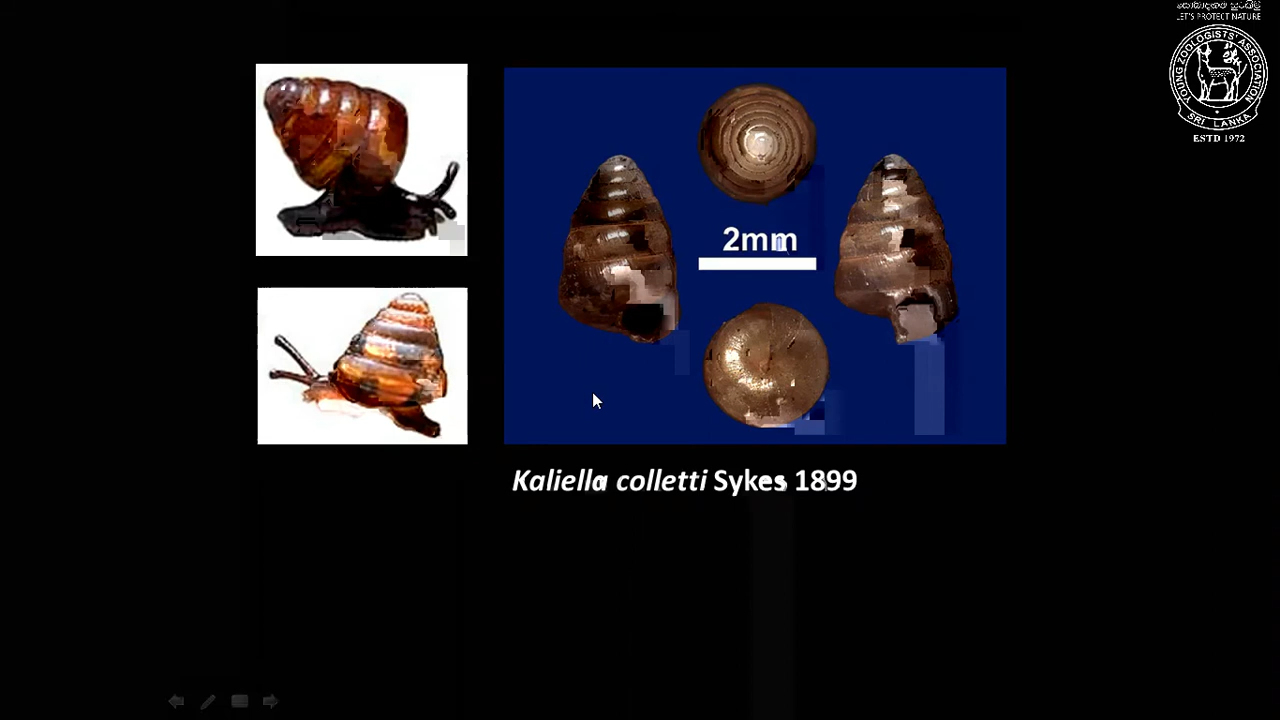 LET'S PROTECT NATURE
YOUNG ZOOLOGISTS' ASSOCIATION
SRI LANKA
ESTD 1972
2mm
Kaliella colletti Sykes 1899